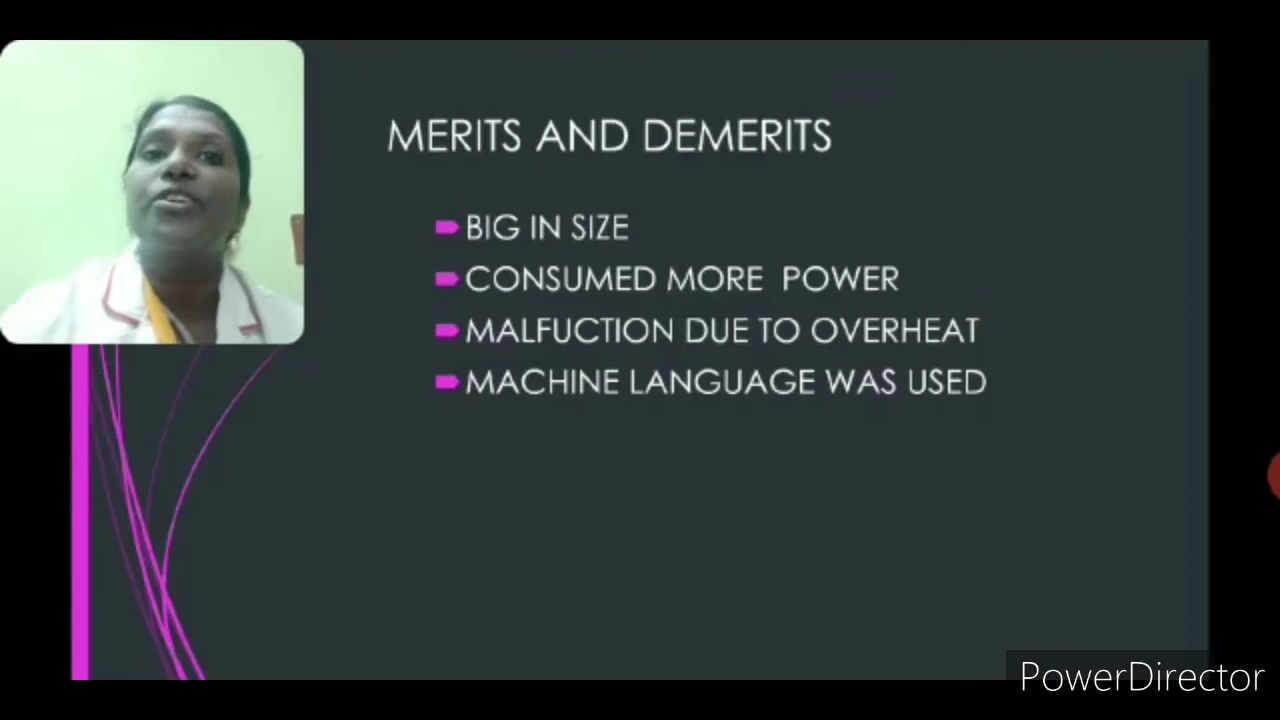 MERITS AND DEMERITS
BIG IN SIZE
CONSUMED MORE POWER
MALFUCTION DUE TO OVERHEAT
MACHINE LANGUAGE WAS USED
PowerDirector